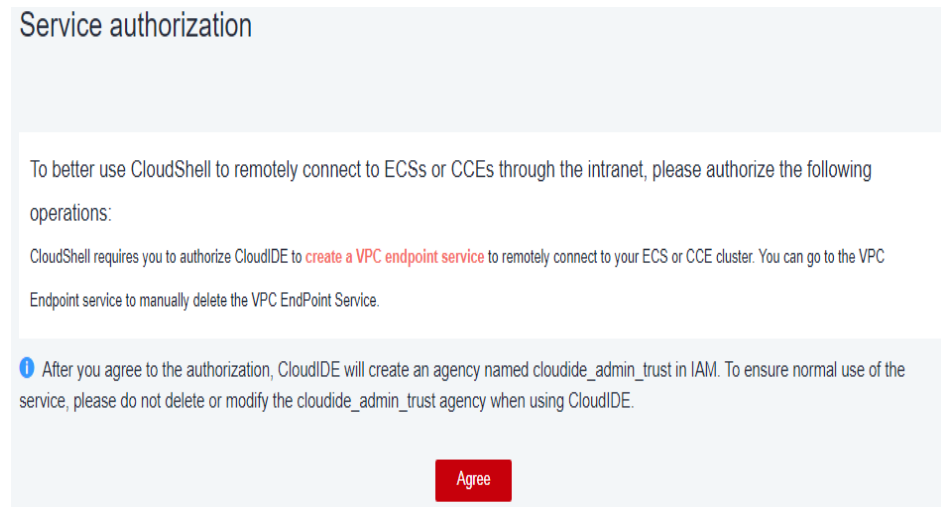 Service authorization
To better use CloudShell to remotely connect to ECSs or CCEs through the intranet, please authorize the following
operations:
CloudShell requires you to authorize CloudIDE to create a VPC endpoint service to remotely connect to your ECS or CCE cluster. You can go to the VPC
Endpoint service to manually delete the VPC EndPoint Service.
After you agree to the authorization, CloudIDE will create an agency named cloudide_admin_trust in IAM. To ensure normal use of the
service, please do not delete or modify the cloudide_admin_trust agency when using CloudIDE.
Agree